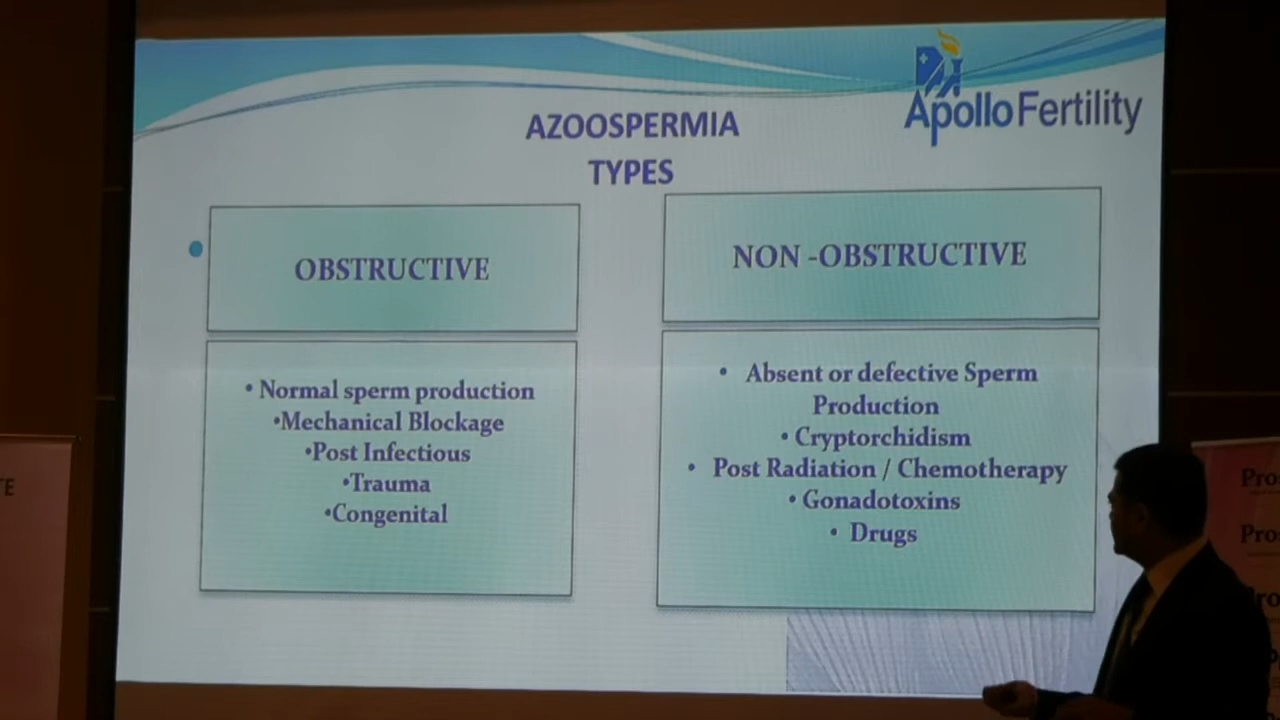 Apollo Fertility
AZOOSPERMIA
TYPES
OBSTRUCTIVE
• Normal sperm production
•Mechanical Blockage
•Post Infectious
•Trauma
•Congenital
NON -OBSTRUCTIVE
• Absent or defective Sperm
Production
• Cryptorchidism
• Post Radiation / Chemotherapy
• Gonadotoxins
• Drugs